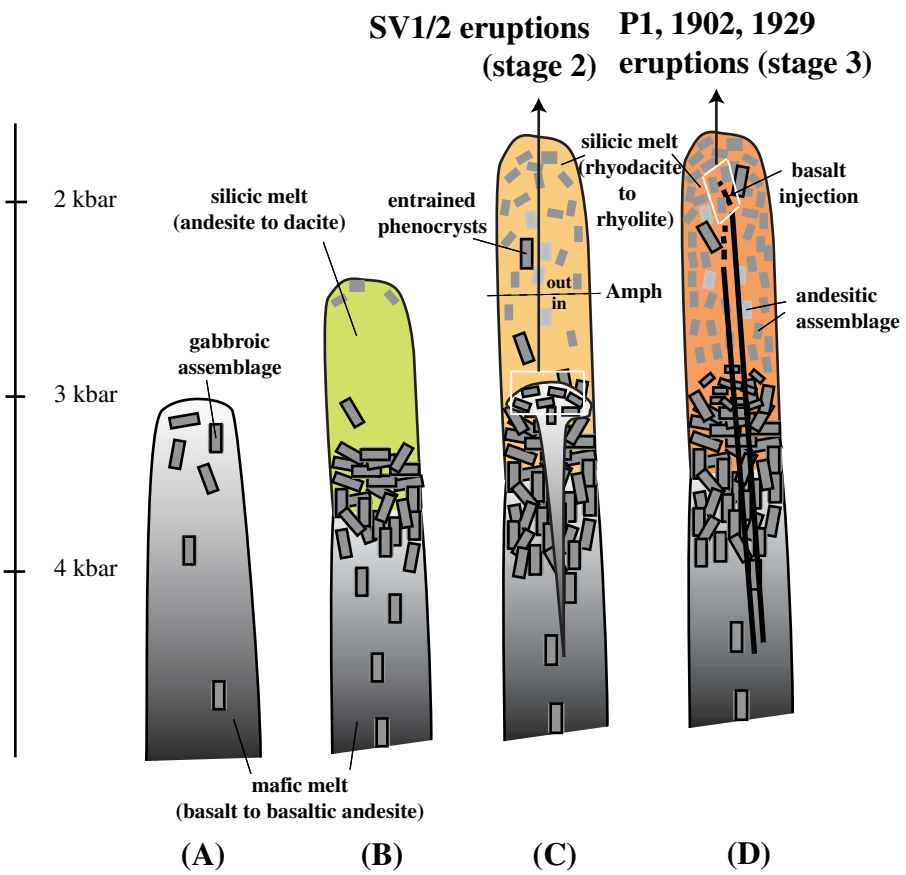 SV1/2 eruptions
(stage 2)
P1, 1902, 1929
eruptions (stage 3)
2 kbar
3 kbar
4 kbar
silicic melt
(andesite to dacite)
gabbroic
assemblage
entrained
phenocrysts
silicic melt
(rhyodacite
to
rhyolite)
basalt
injection
out
in
Amph
andesitic
assemblage
mafic melt
(basalt to basaltic andesite)
(A)
(B)
(C)
(D)